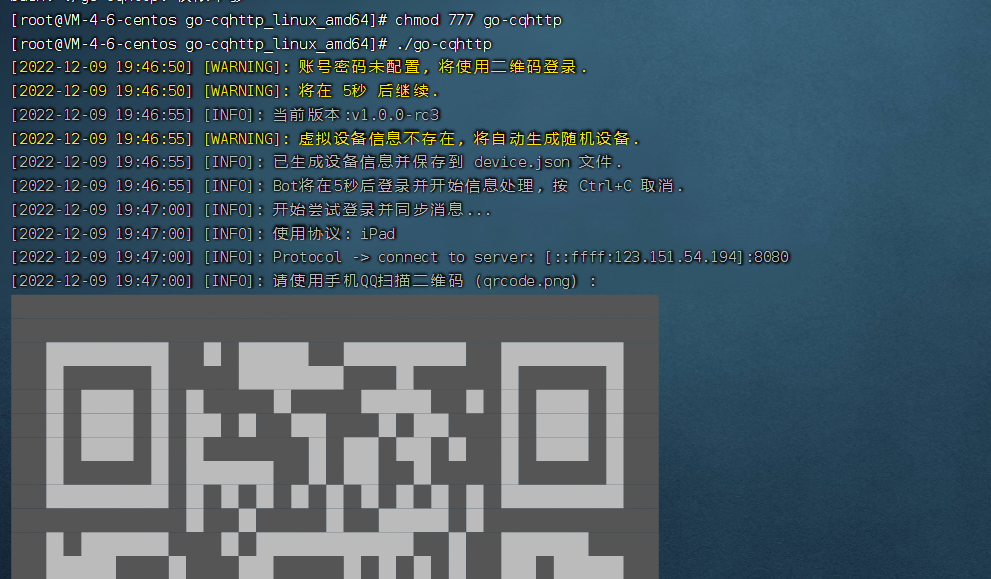 [root@VM-4-6-centos go-cqhttp_linux_amd64]# chmod 777 go-cqhttp
[root@VM-4-6-centos go-cqhttp_linux_amd64]# ./go-cqhttp
[2022-12-09 19:46:50] [WARNING]: 账号密码未配置, 将使用二维码登录.
[2022-12-09 19:46:50] [WARNING]: 将在 5秒 后继续.
[2022-12-09 19:46:55] [INFO]: 当前版本:v1.0.0-rc3
[2022-12-09 19:46:55] [WARNING]: 虚拟设备信息不存在, 将自动生成随机设备.
[2022-12-09 19:46:55] [INFO]: 已生成设备信息并保存到 device.json 文件.
[2022-12-09 19:46:55] [INFO]: Bot将在5秒后登录并开始信息处理, 按 Ctrl+C 取消.
[2022-12-09 19:47:00] [INFO]: 开始尝试登录并同步消息...
[2022-12-09 19:47:00] [INFO]: 使用协议: iPad
[2022-12-09 19:47:00] [INFO]: Protocol -> connect to server: [::ffff:123.151.54.194]:8080
[2022-12-09 19:47:00] [INFO]: 请使用手机QQ扫描二维码 (qrcode.png) :